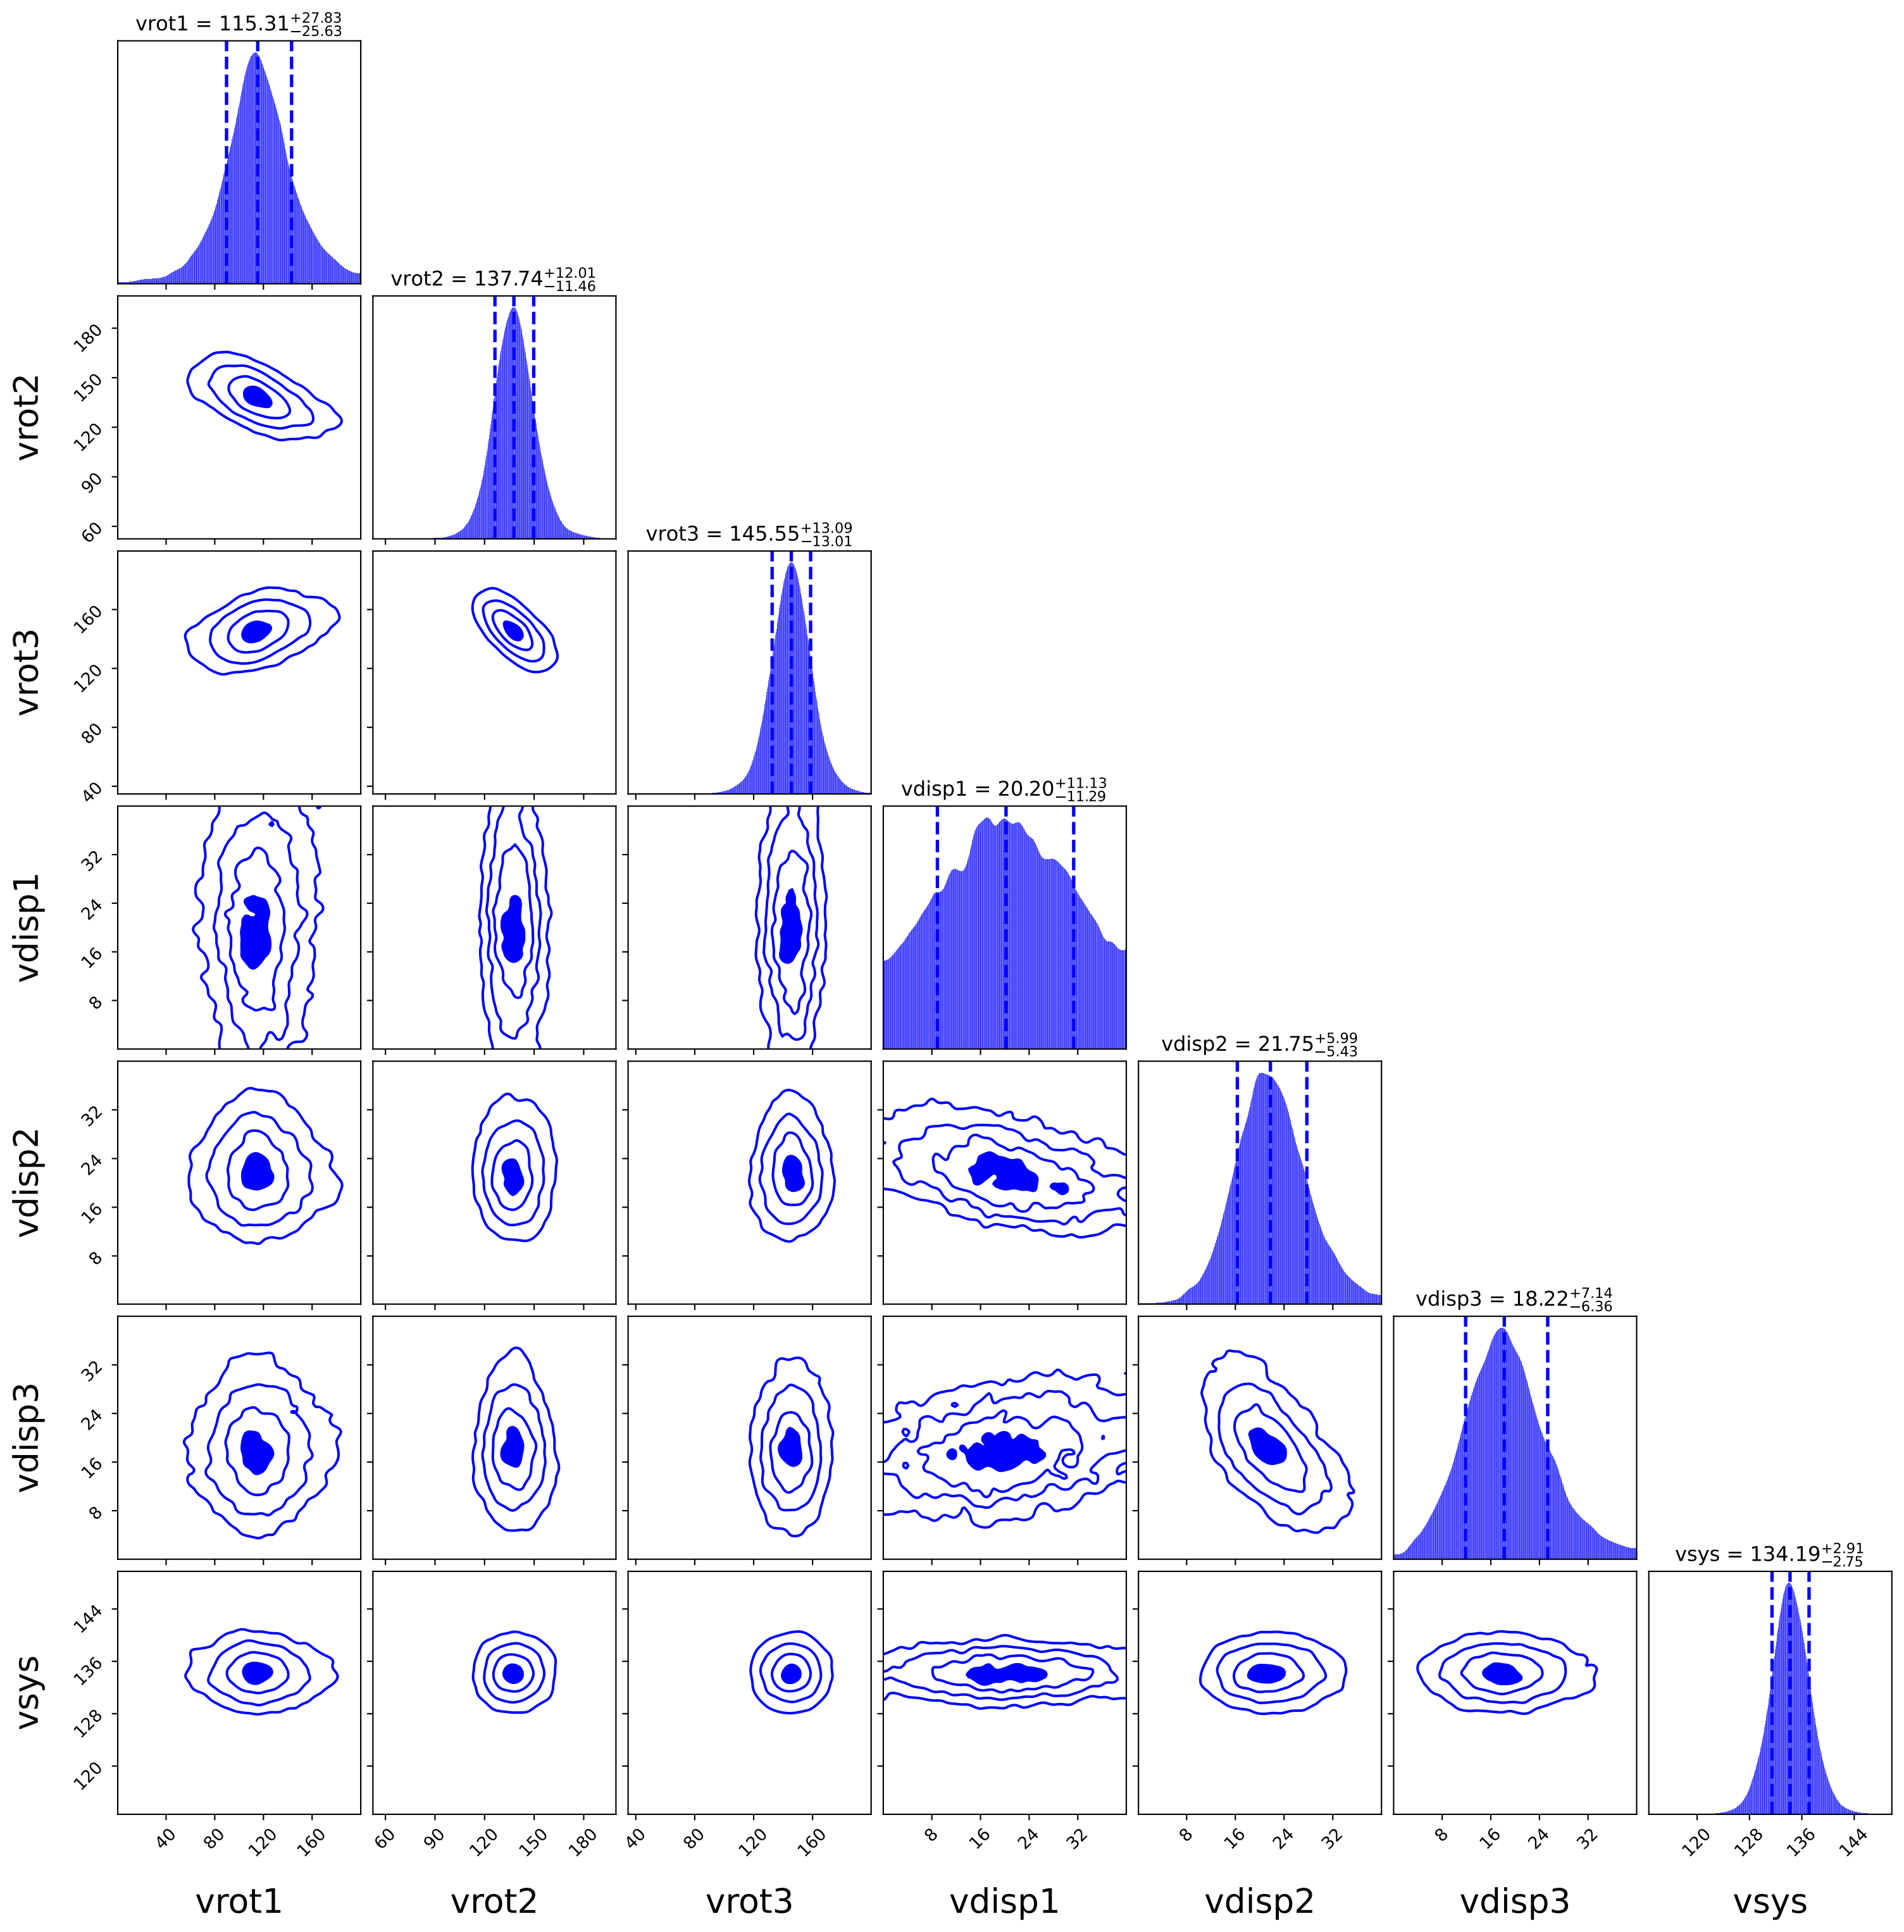 vrot1 = 115.31 +27.83 −25.63
vrot2 = 137.74 +12.01 −11.46
180
150
120
90
60
vrot2
vrot3 = 145.55 +13.09 −13.01
160
120
80
40
vrot3
vdisp1 = 20.20 +11.13 −11.29
32
24
16
8
vdisp1
vdisp2 = 21.75 +5.99 −5.43
32
24
16
8
vdisp2
vdisp3 = 18.22 +7.14 −6.36
32
24
16
8
vdisp3
vsys = 134.19 +2.91 −2.75
144
136
128
120
vsys
40 80 120 160 60 90 120 150 180 40 80 120 160 8 16 24 32 8 16 24 32 8 16 24 32 120 128 136 144
vrot1 vrot2 vrot3 vdisp1 vdisp2 vdisp3 vsys